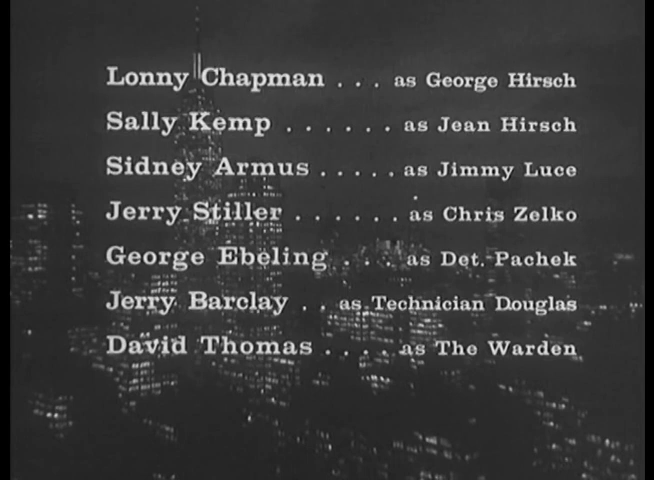 Lonny Chapman . . . as George Hirsch
Sally Kemp . . . . . . as Jean Hirsch
Sidney Armus . . . . . as Jimmy Luce
Jerry Stiller . . . . . . as Chris Zelko
George Ebeling . . . as Det. Pachek
Jerry Barclay . . as Technician Douglas
David Thomas . . . . as The Warden